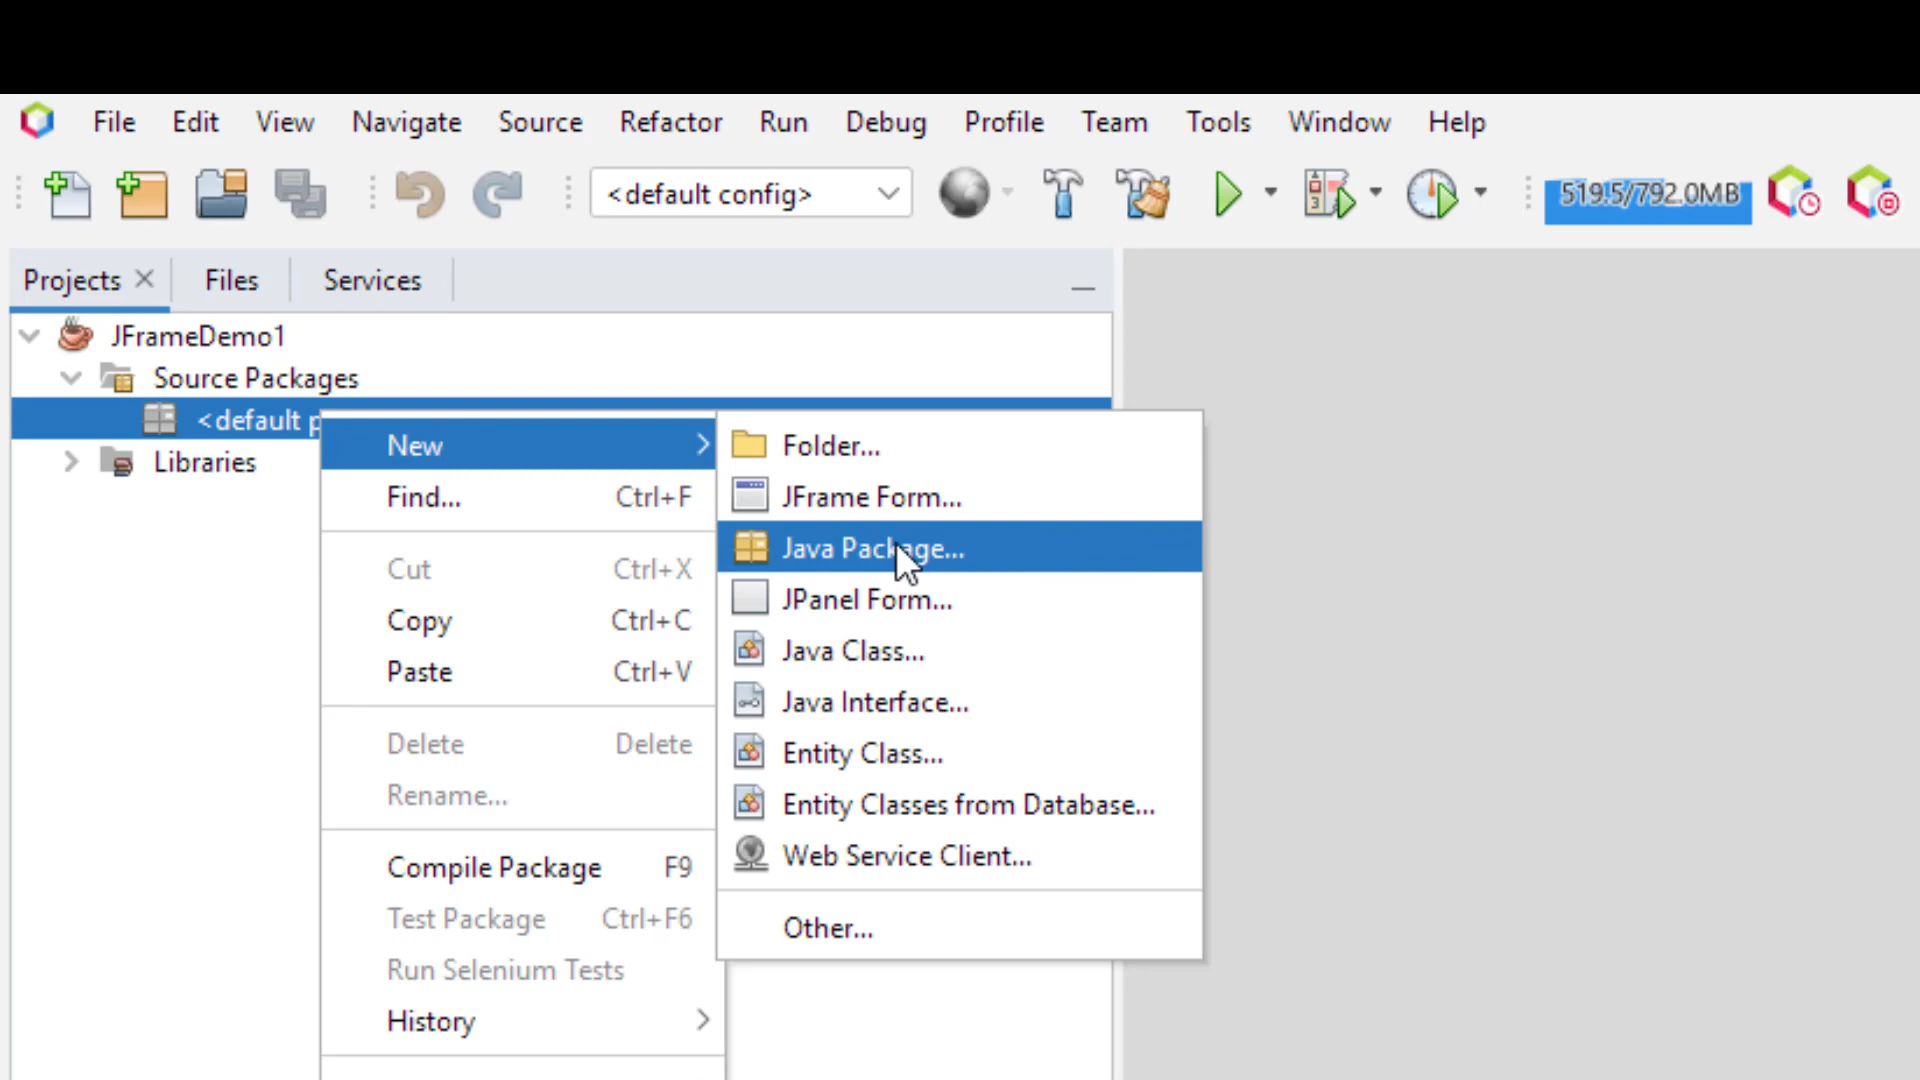 File Edit View Navigate Source Refactor Run Debug Profile Team Tools Window Help
<default config> 519.5/792.0MB
Projects Files Services
JFrameDemo1
Source Packages
<default p
Libraries
New
Find... Ctrl+F
Cut Ctrl+X
Copy Ctrl+C
Paste Ctrl+V
Delete Delete
Rename...
Compile Package F9
Test Package Ctrl+F6
Run Selenium Tests
History
Folder...
JFrame Form...
Java Package...
JPanel Form...
Java Class...
Java Interface...
Entity Class...
Entity Classes from Database...
Web Service Client...
Other...